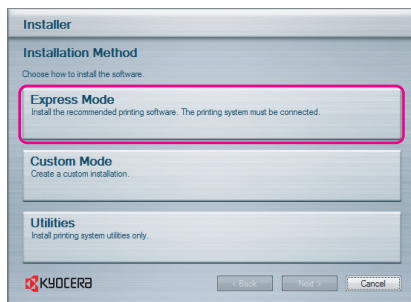 Installer
Installation Method
Choose how to install the software.
Express Mode
Install the recommended printing software. The printing system must be connected.
Custom Mode
Create a custom installation.
Utilities
Install printing system utilities only.
KYOCERA
< Back
Next >
Cancel